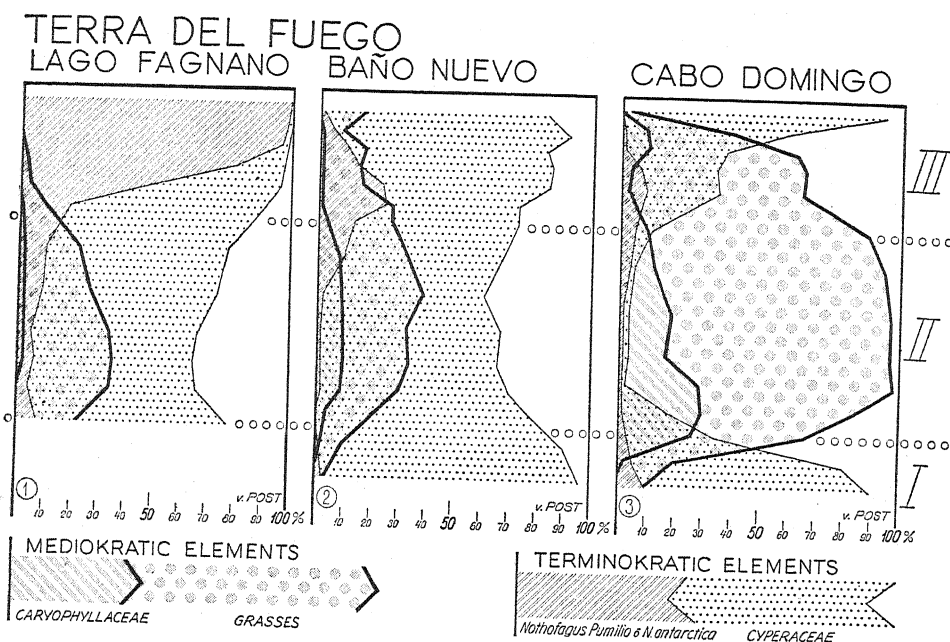 TERRA DEL FUEGO
LAGO FAGNANO
BAÑO NUEVO
CABO DOMINGO
III
II
I
1
v. POST
10 20 30 40 50 60 70 80 90 100%
2
v. POST
10 20 30 40 50 60 70 80 90 100%
3
v. POST
10 20 30 40 50 60 70 80 90 100%
MEDIOKRATIC ELEMENTS
CARYOPHYLLACEAE
GRASSES
TERMINOKRATIC ELEMENTS
Nothofagus Pumilio & N. antarctica
CYPERACEAE